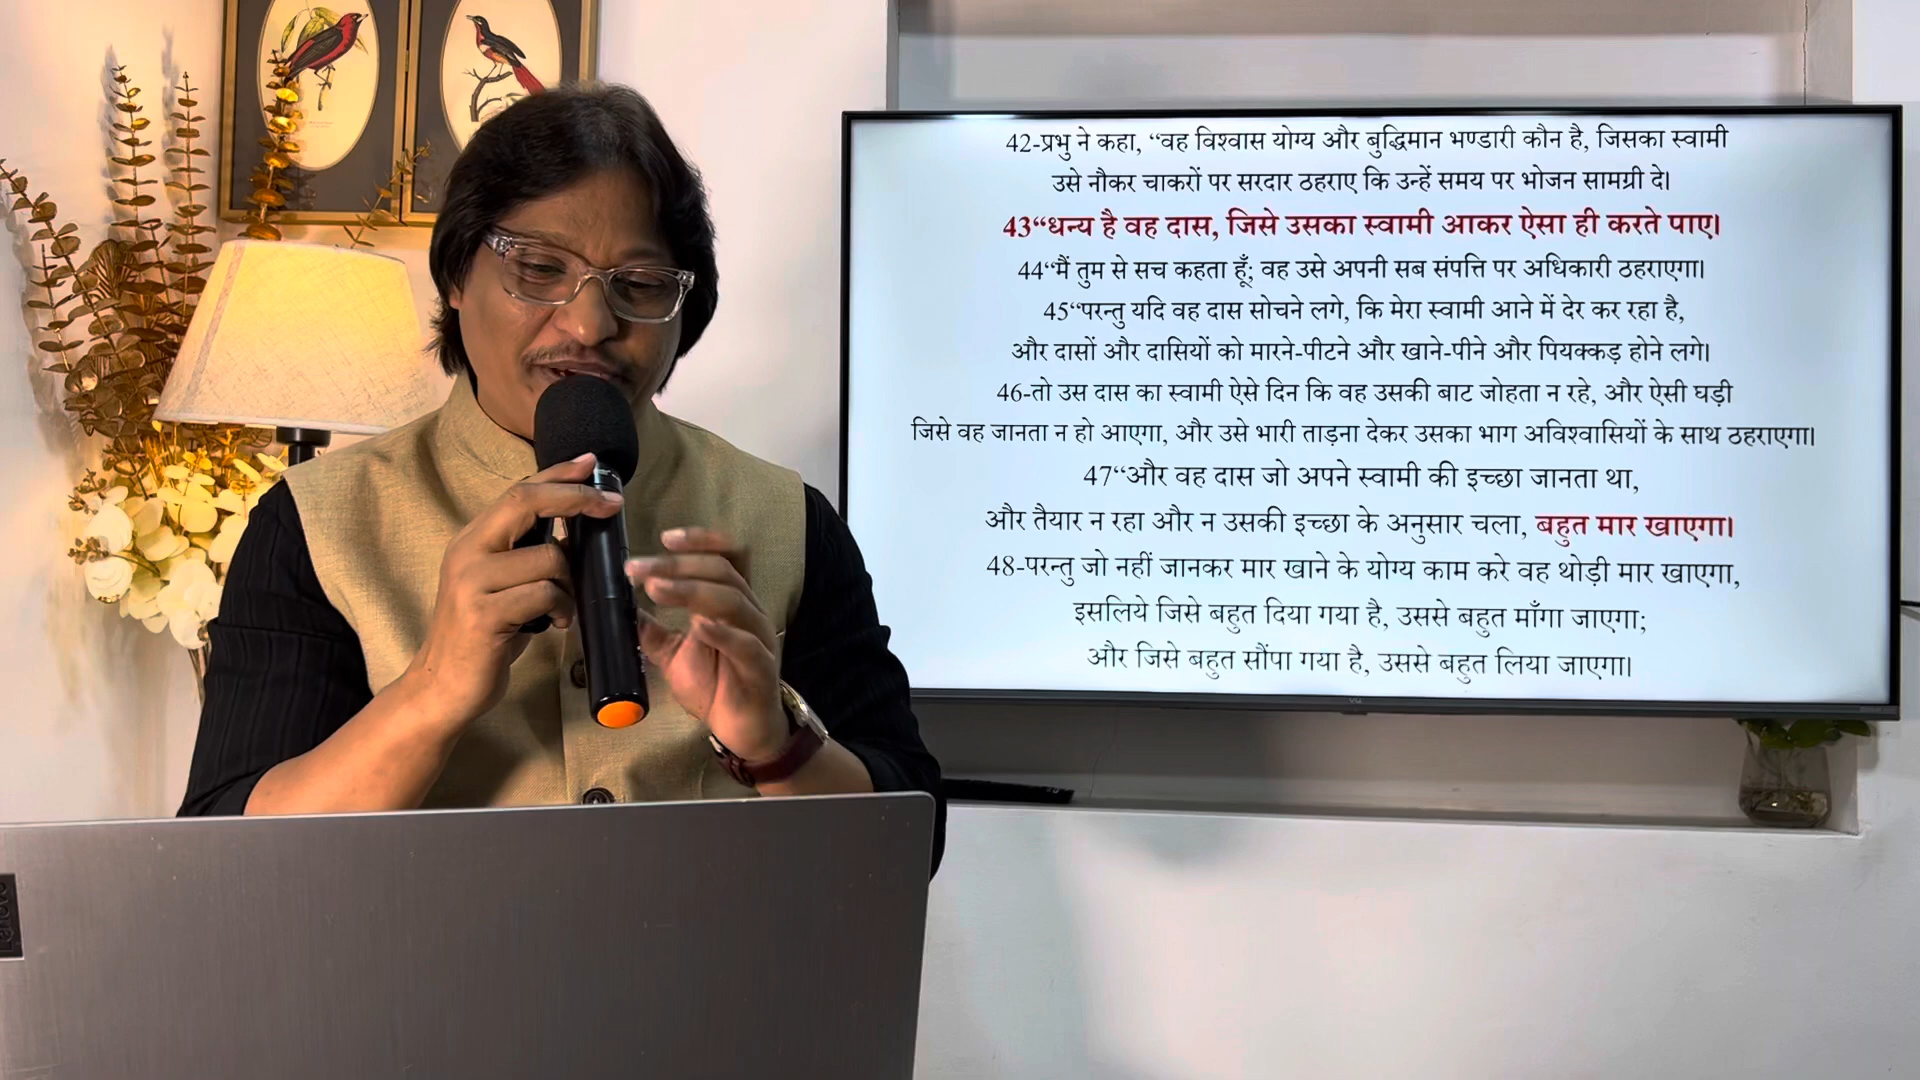 42-प्रभु ने कहा, “वह विश्वास योग्य और बुद्धिमान भण्डारी कौन है, जिसका स्वामी
उसे नौकर चाकरों पर सरदार ठहराए कि उन्हें समय पर भोजन सामग्री दे।
43“धन्य है वह दास, जिसे उसका स्वामी आकर ऐसा ही करते पाए।
44“मैं तुम से सच कहता हूँ; वह उसे अपनी सब संपत्ति पर अधिकारी ठहराएगा।
45“परन्तु यदि वह दास सोचने लगे, कि मेरा स्वामी आने में देर कर रहा है,
और दासों और दासियों को मारने-पीटने और खाने-पीने और पियक्कड़ होने लगे।
46-तो उस दास का स्वामी ऐसे दिन कि वह उसकी बाट जोहता न रहे, और ऐसी घड़ी
जिसे वह जानता न हो आएगा, और उसे भारी ताड़ना देकर उसका भाग अविश्वासियों के साथ ठहराएगा।
47“और वह दास जो अपने स्वामी की इच्छा जानता था,
और तैयार न रहा और न उसकी इच्छा के अनुसार चला, बहुत मार खाएगा।
48-परन्तु जो नहीं जानकर मार खाने के योग्य काम करे वह थोड़ी मार खाएगा,
इसलिये जिसे बहुत दिया गया है, उससे बहुत माँगा जाएगा;
और जिसे बहुत सौंपा गया है, उससे बहुत लिया जाएगा।
Lenovo